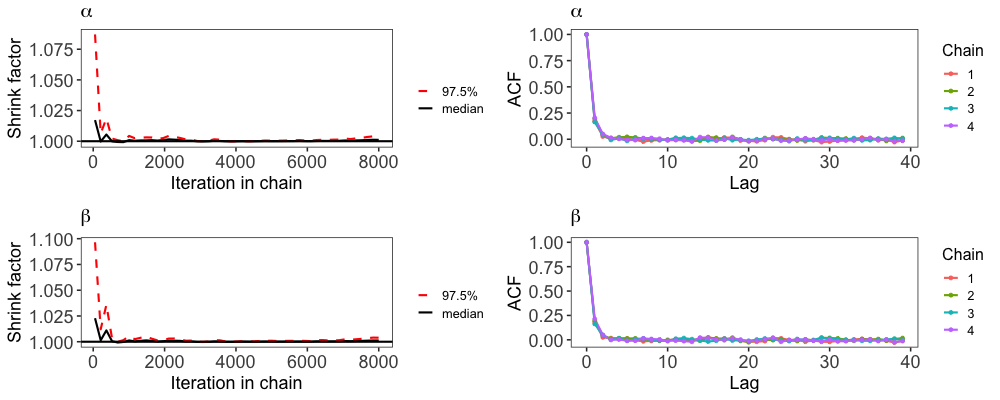 α
Shrink factor
1.075
1.050
1.025
1.000
0 2000 4000 6000 8000
Iteration in chain
97.5%
median
α
ACF
1.00
0.75
0.50
0.25
0.00
0 10 20 30 40
Lag
Chain
1
2
3
4
β
Shrink factor
1.100
1.075
1.050
1.025
1.000
0 2000 4000 6000 8000
Iteration in chain
97.5%
median
β
ACF
1.00
0.75
0.50
0.25
0.00
0 10 20 30 40
Lag
Chain
1
2
3
4